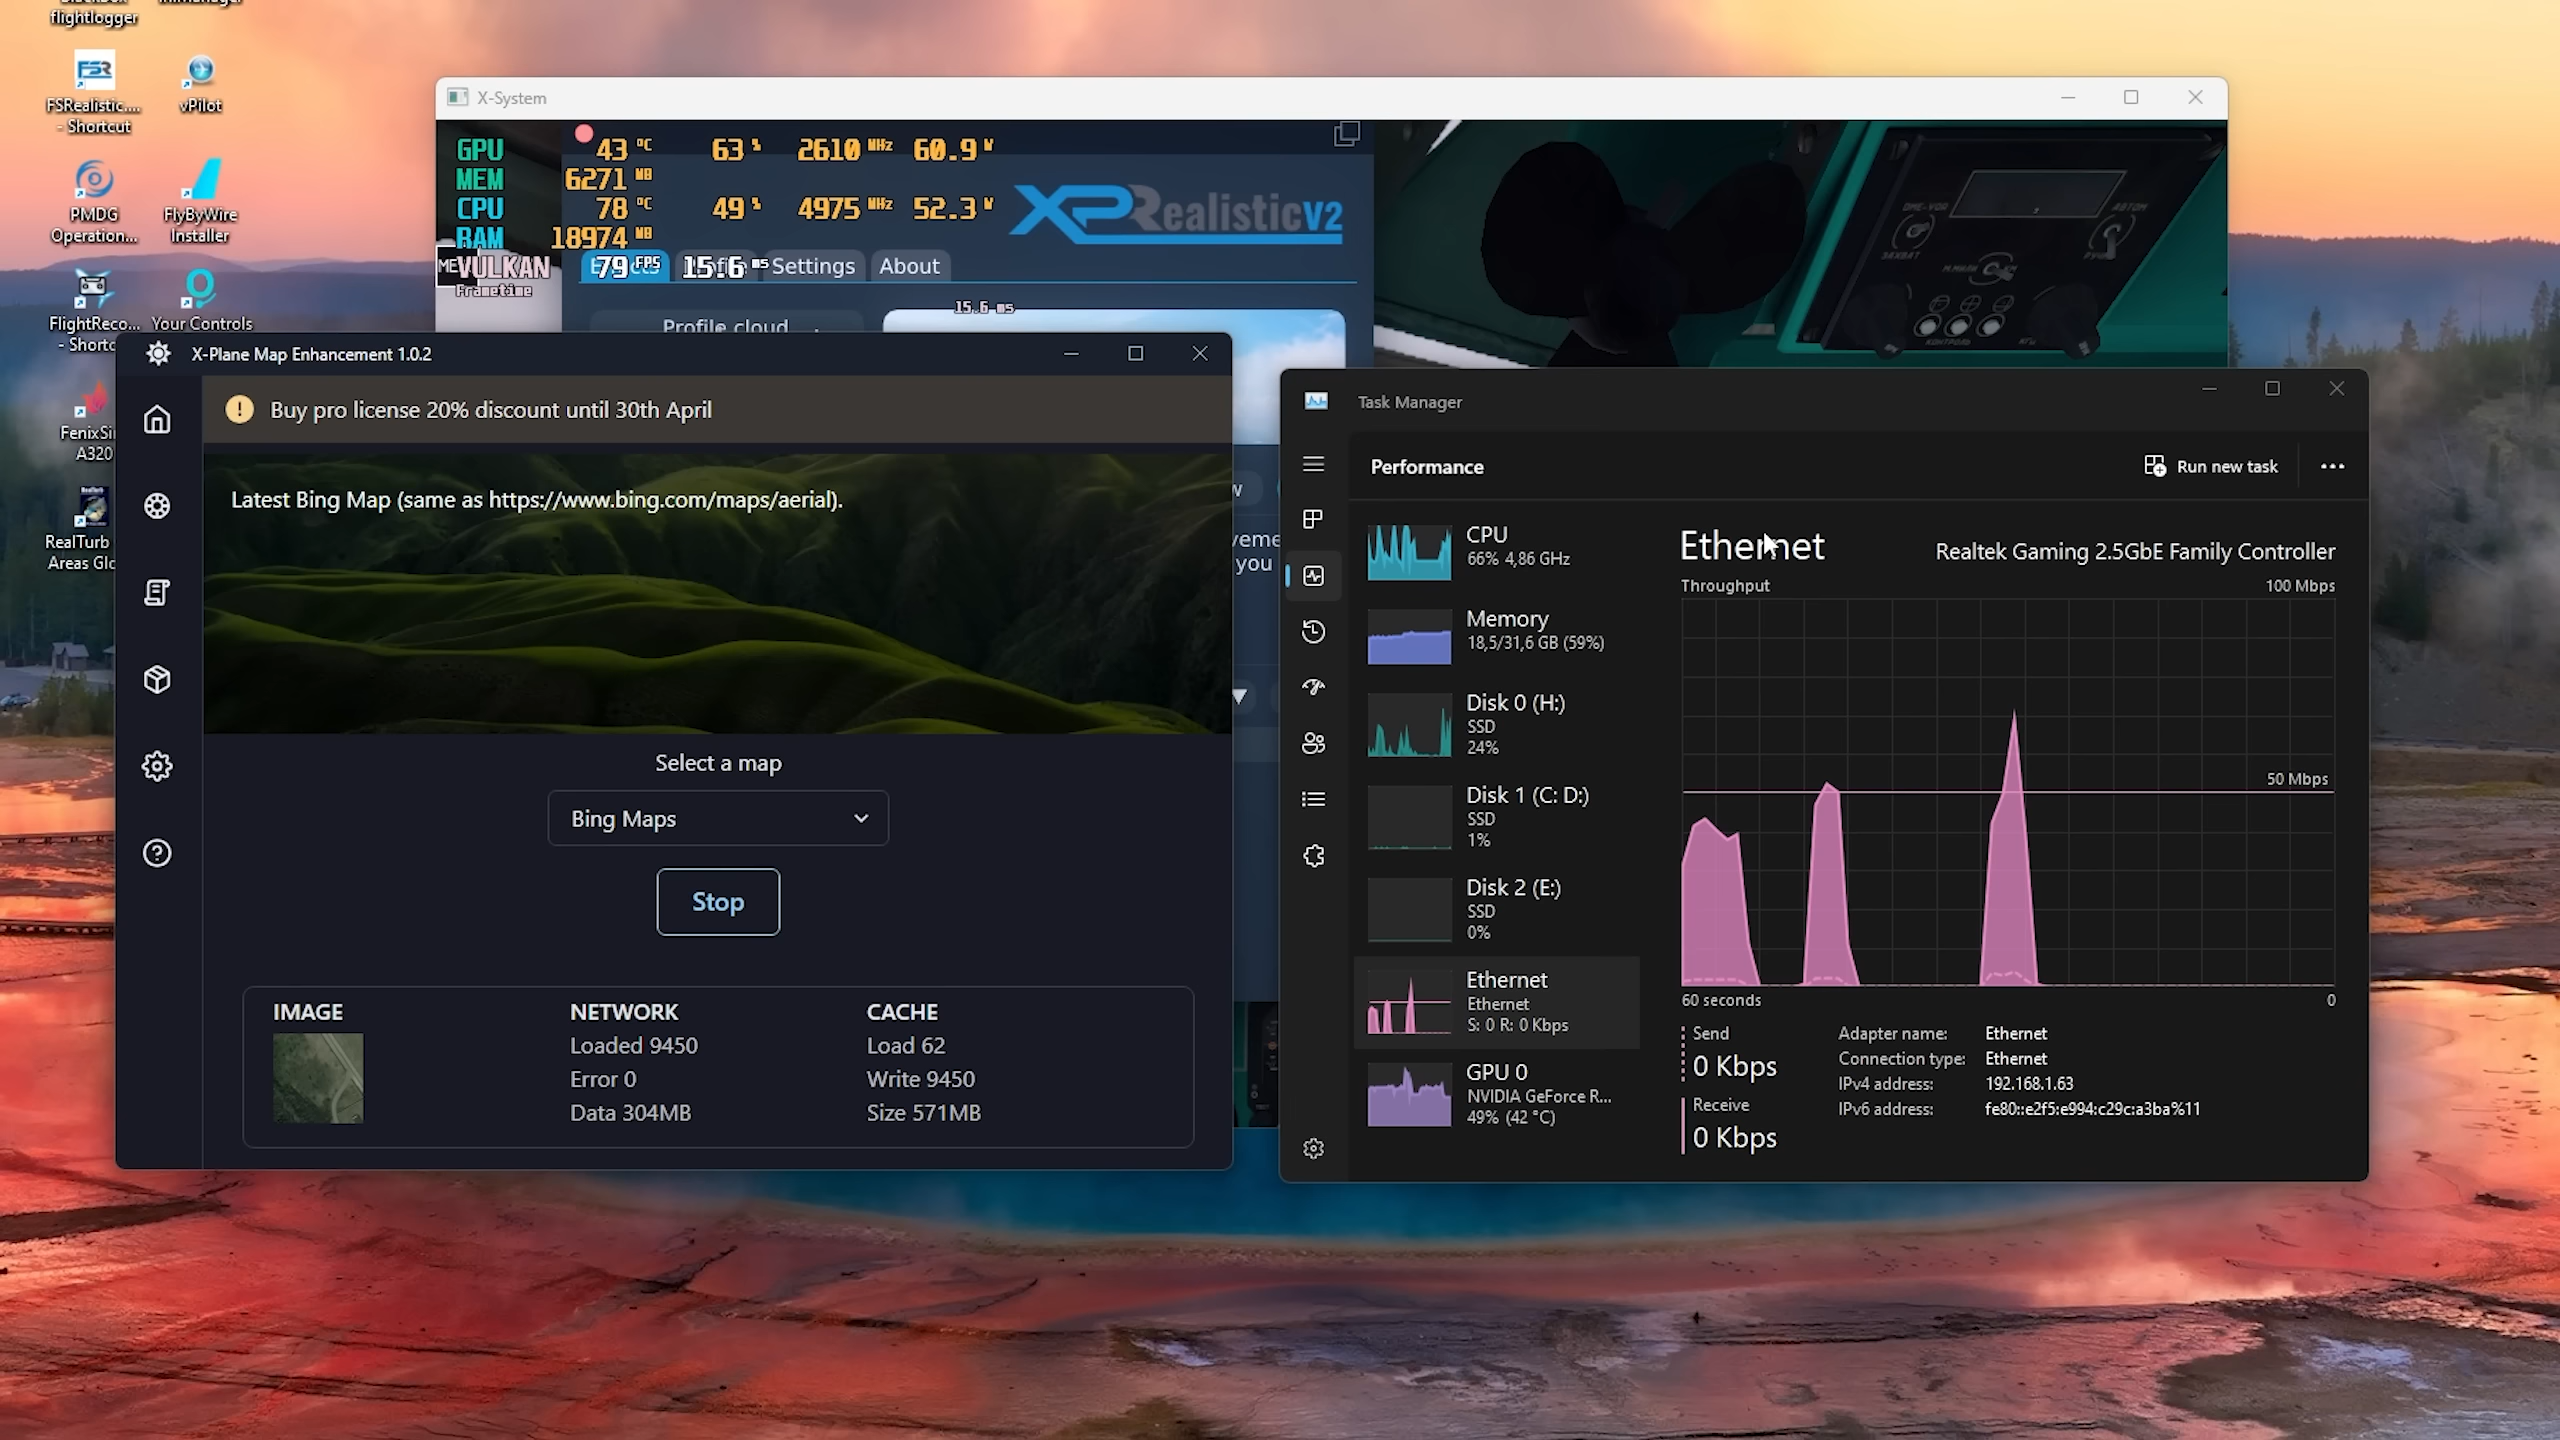 flightlogger
FSRealistic....
- Shortcut
vPilot
PMDG
Operation...
FlyByWire
Installer
FlightReco...
Your Controls
RealTurb
X-System
GPU 43 °C 63 % 2610 MHz 60.9 W
MEM 6271 MB
CPU 78 °C 49 % 4975 MHz 52.3 W
RAM 18974 MB
XPRealisticV2
VULKAN 79 FPS 15.6 ms
Settings
About
Frametime
15.6 ms
Profile cloud
X-Plane Map Enhancement 1.0.2
Buy pro license 20% discount until 30th April
Latest Bing Map (same as https://www.bing.com/maps/aerial).
Select a map
Bing Maps
Stop
IMAGE
NETWORK
Loaded 9450
Error 0
Data 304MB
CACHE
Load 62
Write 9450
Size 571MB
you
Task Manager
Performance
Run new task
CPU
66% 4,86 GHz
Memory
18,5/31,6 GB (59%)
Disk 0 (H:)
SSD
24%
Disk 1 (C: D:)
SSD
1%
Disk 2 (E:)
SSD
0%
Ethernet
Ethernet
S: 0 R: 0 Kbps
GPU 0
NVIDIA GeForce R...
49% (42 °C)
Ethernet
Realtek Gaming 2.5GbE Family Controller
Throughput
100 Mbps
50 Mbps
60 seconds
0
Send
0 Kbps
Receive
0 Kbps
Adapter name: Ethernet
Connection type: Ethernet
IPv4 address: 192.168.1.63
IPv6 address: fe80::e2f5:e994:c29c:a3ba%11
A320
Areas